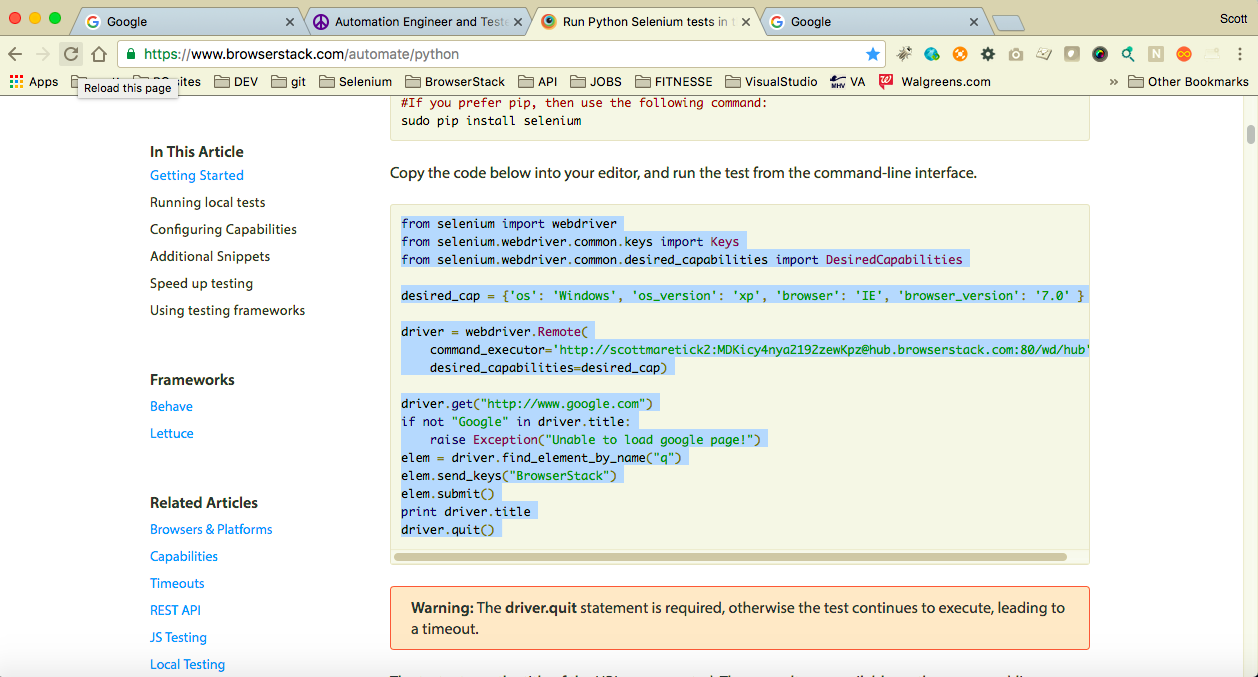 Google
Automation Engineer and Teste
Run Python Selenium tests in t
Google
Scott
https://www.browserstack.com/automate/python
Apps
sites
DEV
git
Selenium
BrowserStack
API
JOBS
FITNESSE
VisualStudio
MHV
VA
Walgreens.com
»
Other Bookmarks
Reload this page
#If you prefer pip, then use the following command:
sudo pip install selenium
In This Article
Getting Started
Running local tests
Configuring Capabilities
Additional Snippets
Speed up testing
Using testing frameworks
Frameworks
Behave
Lettuce
Related Articles
Browsers & Platforms
Capabilities
Timeouts
REST API
JS Testing
Local Testing
Copy the code below into your editor, and run the test from the command-line interface.
from selenium import webdriver
from selenium.webdriver.common.keys import Keys
from selenium.webdriver.common.desired_capabilities import DesiredCapabilities
desired_cap = {'os': 'Windows', 'os_version': 'xp', 'browser': 'IE', 'browser_version': '7.0' }
driver = webdriver.Remote(
command_executor='http://scottmaretick2:MDKicy4nya2192zewKpz@hub.browserstack.com:80/wd/hub'
desired_capabilities=desired_cap)
driver.get("http://www.google.com")
if not "Google" in driver.title:
raise Exception("Unable to load google page!")
elem = driver.find_element_by_name("q")
elem.send_keys("BrowserStack")
elem.submit()
print driver.title
driver.quit()
Warning: The driver.quit statement is required, otherwise the test continues to execute, leading to
a timeout.